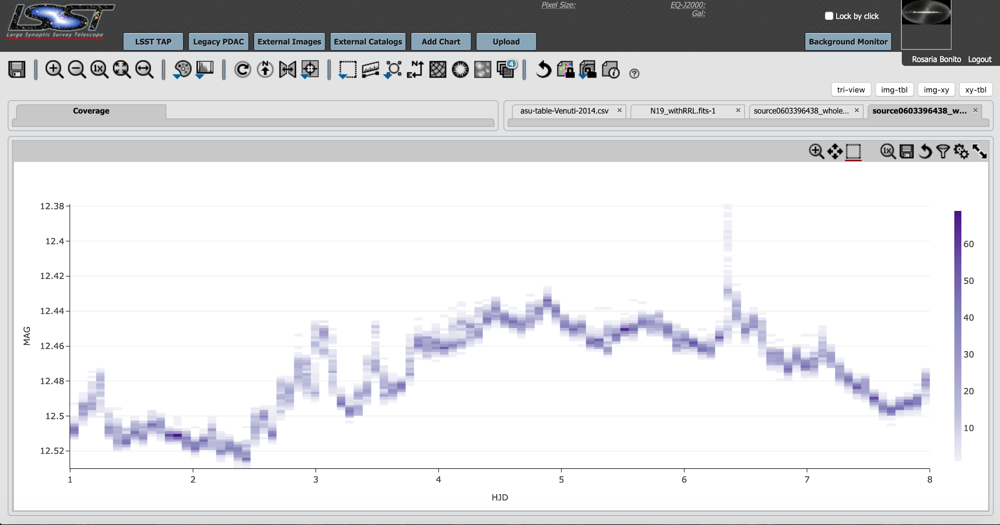 LSST
Large Synoptic Survey Telescope
Pixel Size:
EQ-J2000:
Gal:
Lock by click
LSST TAP
Legacy PDAC
External Images
External Catalogs
Add Chart
Upload
Background Monitor
Rosaria Bonito Logout
1x
N
N
E
4
i
?
tri-view
img-tbl
img-xy
xy-tbl
Coverage
asu-table-Venuti-2014.csv ×
N19_withRRL.fits-1 ×
source0603396438_whole... ×
source0603396438_w... ×
1x
12.38
12.4
12.42
12.44
12.46
12.48
12.5
12.52
MAG
1 2 3 4 5 6 7 8
HJD
60
50
40
30
20
10